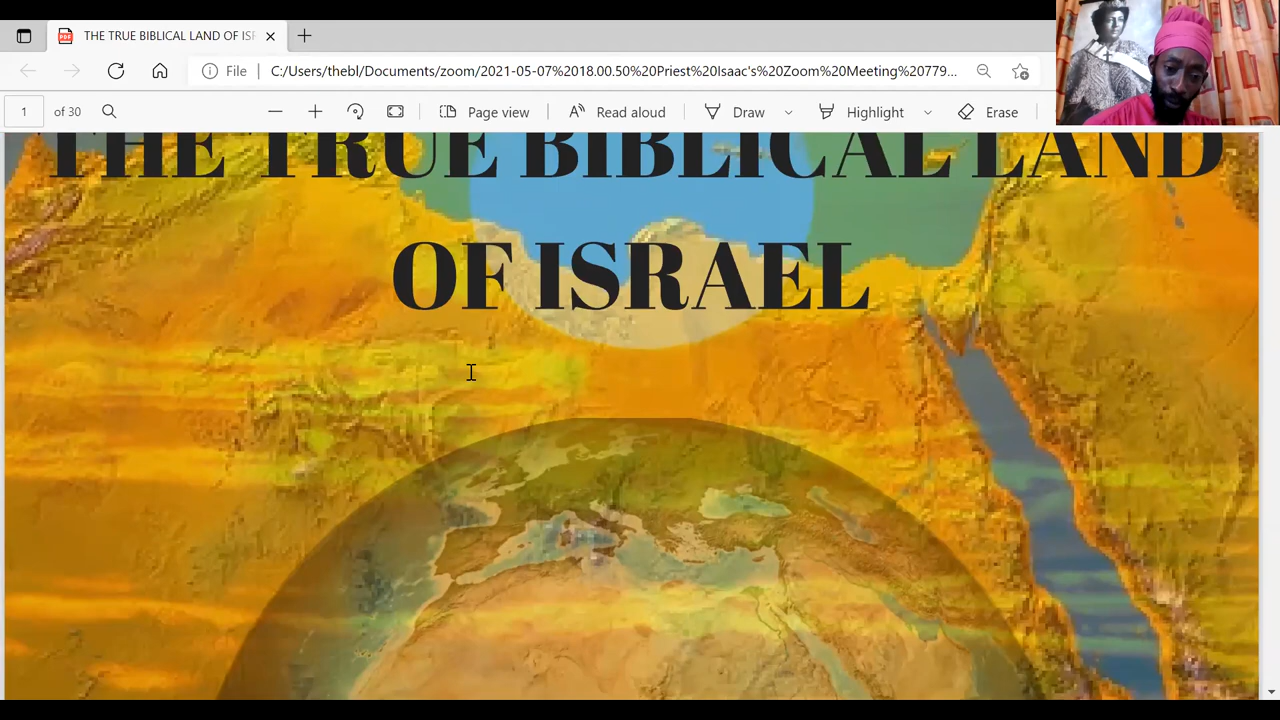 THE TRUE BIBLICAL LAND OF ISR
File
C:/Users/thebl/Documents/zoom/2021-05-07%2018.00.50%20Priest%20Isaac's%20Zoom%20Meeting%20779...
1 of 30
Page view
Read aloud
Draw
Highlight
Erase
THE TRUE BIBLICAL LAND
OF ISRAEL